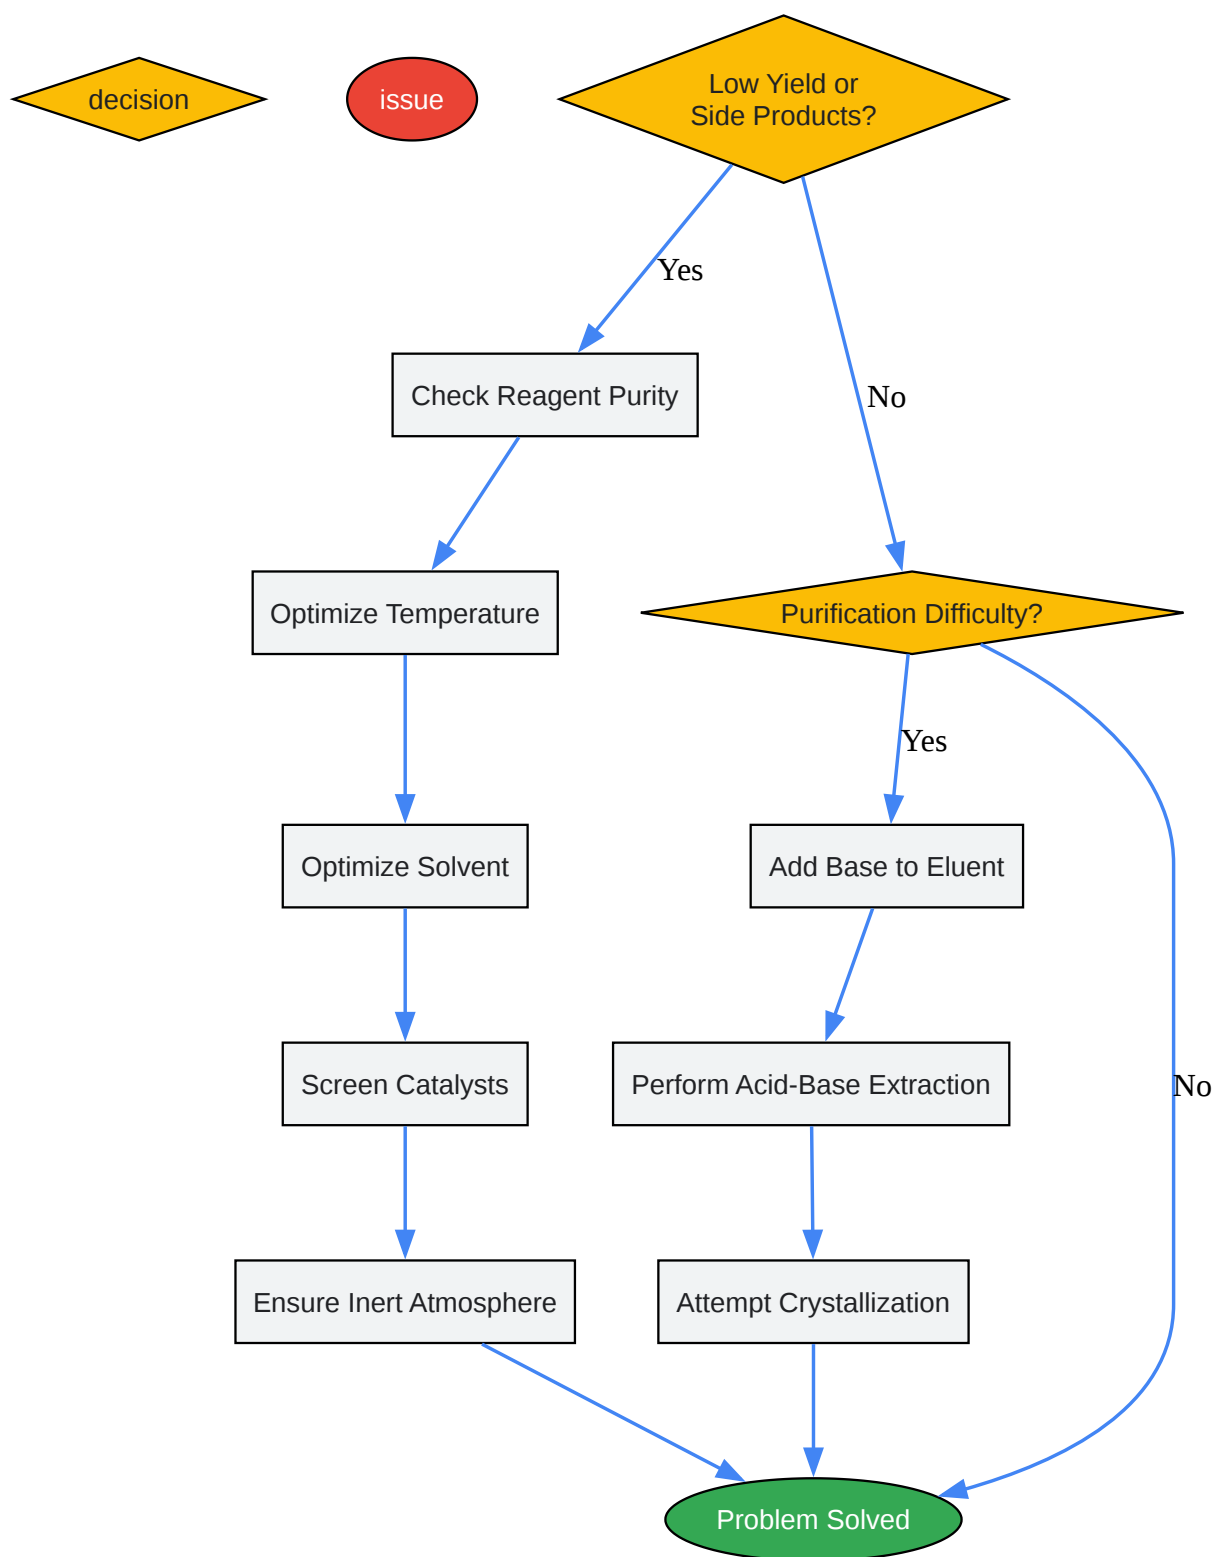 decision
issue
Low Yield or
Side Products?
Yes
No
Check Reagent Purity
Optimize Temperature
Purification Difficulty?
Yes
Optimize Solvent
Add Base to Eluent
Screen Catalysts
Perform Acid-Base Extraction
No
Ensure Inert Atmosphere
Attempt Crystallization
Problem Solved